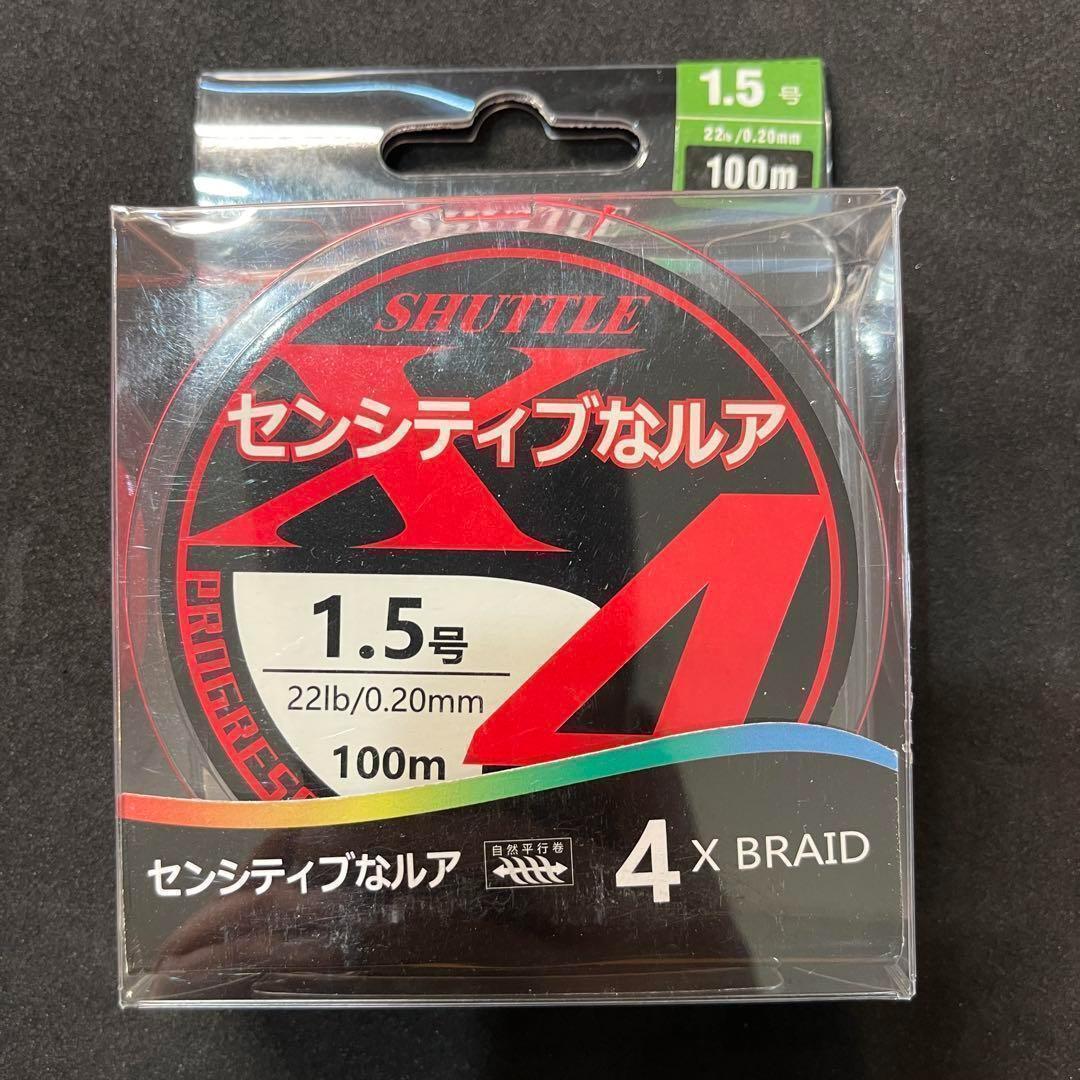 1.5号
22lb/0.20mm
100m
SHUTTLE
X4
センシティブなルア
PROGRESS
1.5号
22lb/0.20mm
100m
センシティブなルア
自然平行巻
4 X BRAID